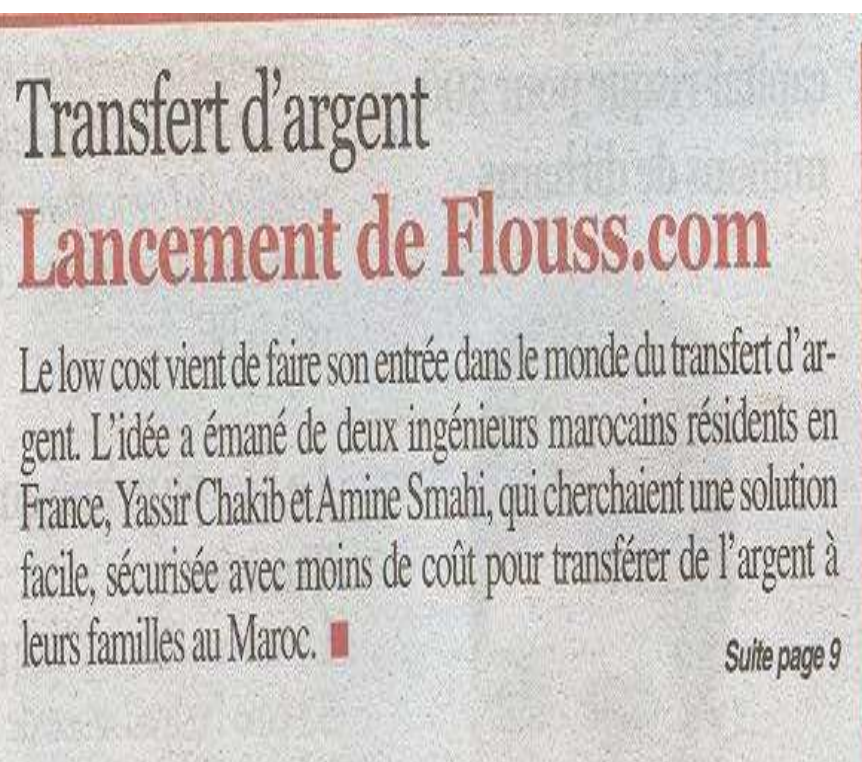 Transfert d'argent
Lancement de Flouss.com
Le low cost vient de faire son entrée dans le monde du transfert d'ar-
gent. L'idée a émané de deux ingénieurs marocains résidents en
France, Yassir Chakib et Amine Smahi, qui cherchaient une solution
facile, sécurisée avec moins de coût pour transférer de l'argent à
leurs familles au Maroc.
Suite page 9